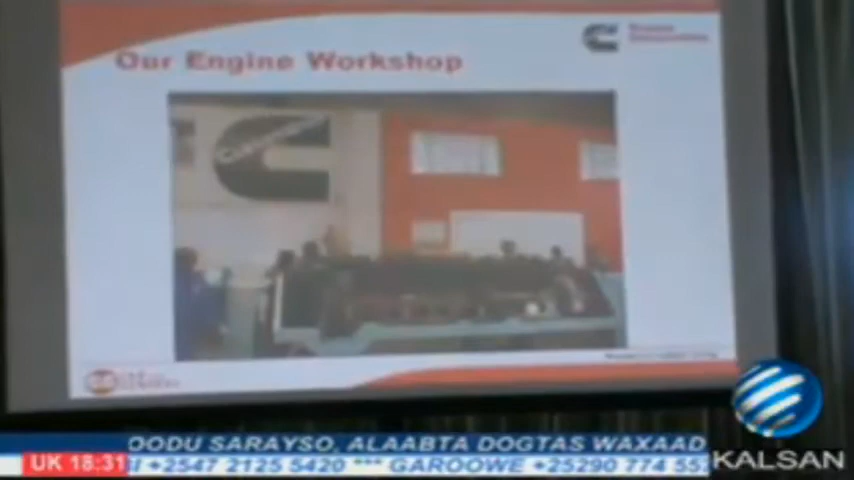 Our Engine Workshop
OODU SARAYSO, ALAABTA DOGTAS WAXAAD
UK 18:31
I +2547 2125 5420 *** GAROOWE +25290 774 55
KALSAN